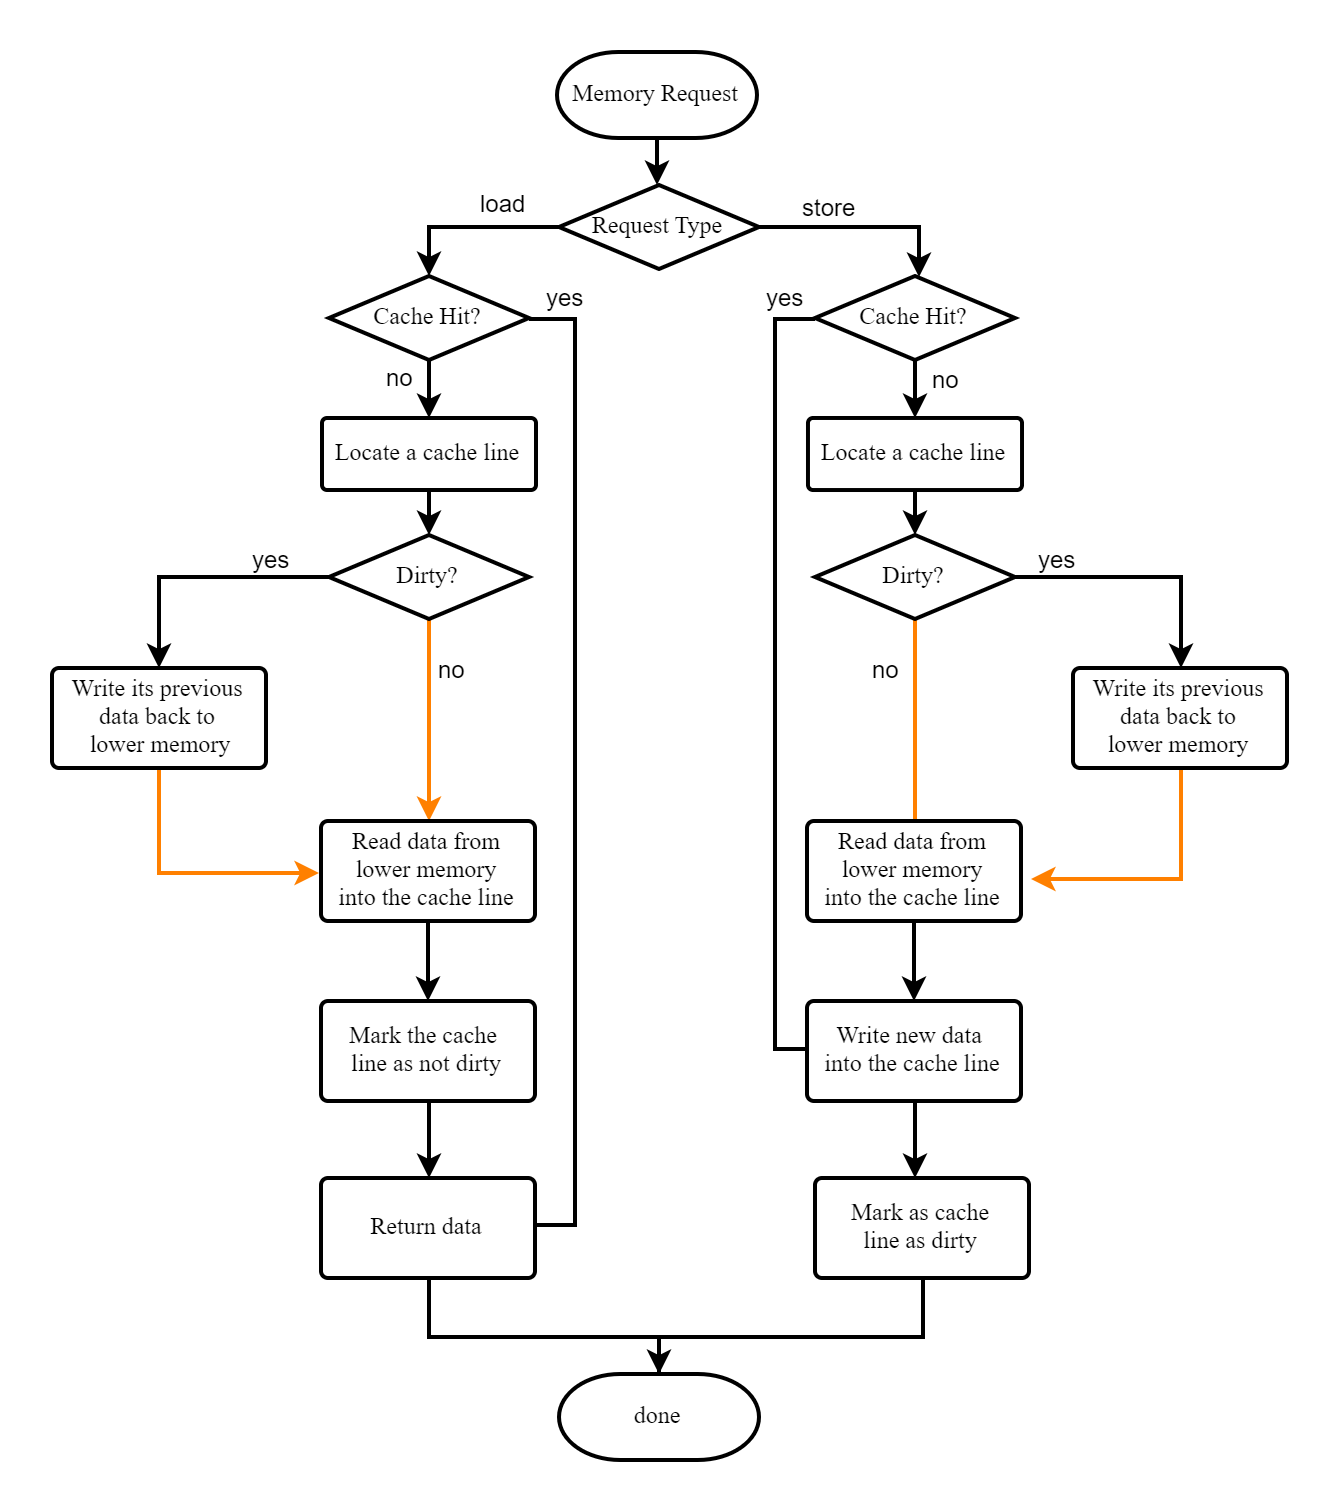 Memory Request
load
store
Request Type
yes
yes
Cache Hit?
Cache Hit?
no
no
Locate a cache line
Locate a cache line
yes
yes
Dirty?
Dirty?
no
no
Write its previous
data back to
lower memory
Write its previous
data back to
lower memory
Read data from
lower memory
into the cache line
Read data from
lower memory
into the cache line
Mark the cache
line as not dirty
Write new data
into the cache line
Return data
Mark as cache
line as dirty
done